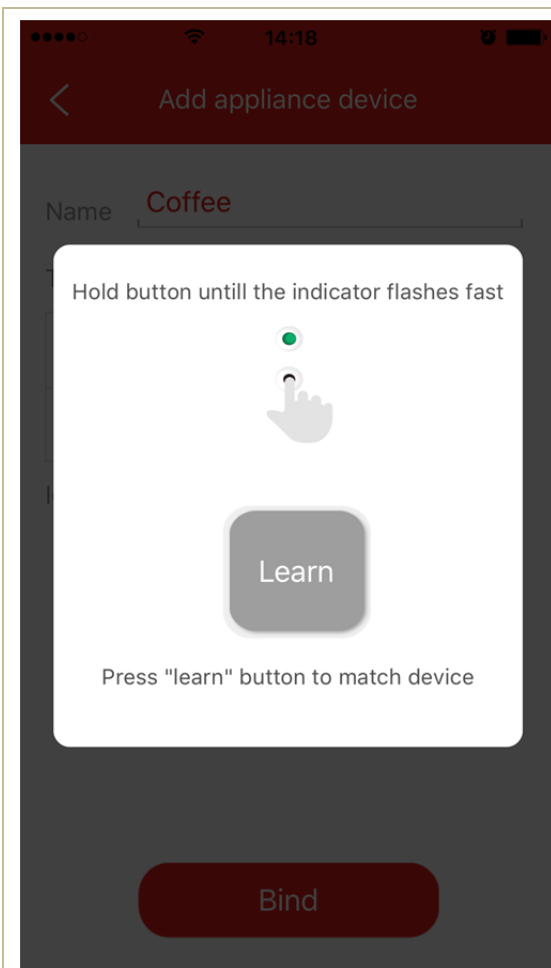 14:18
Add appliance device
Name Coffee
Hold button untill the indicator flashes fast
Learn
Press "learn" button to match device
Bind